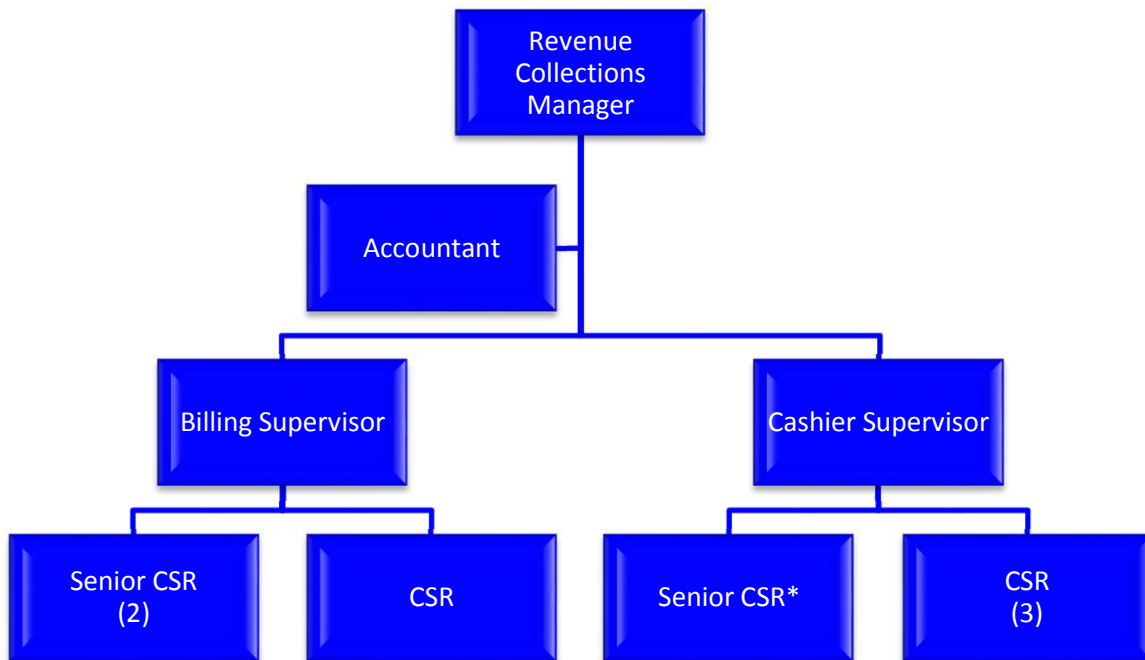 Revenue
Collections
Manager
Accountant
Billing Supervisor
Cashier Supervisor
Senior CSR
(2)
CSR
Senior CSR*
CSR
(3)